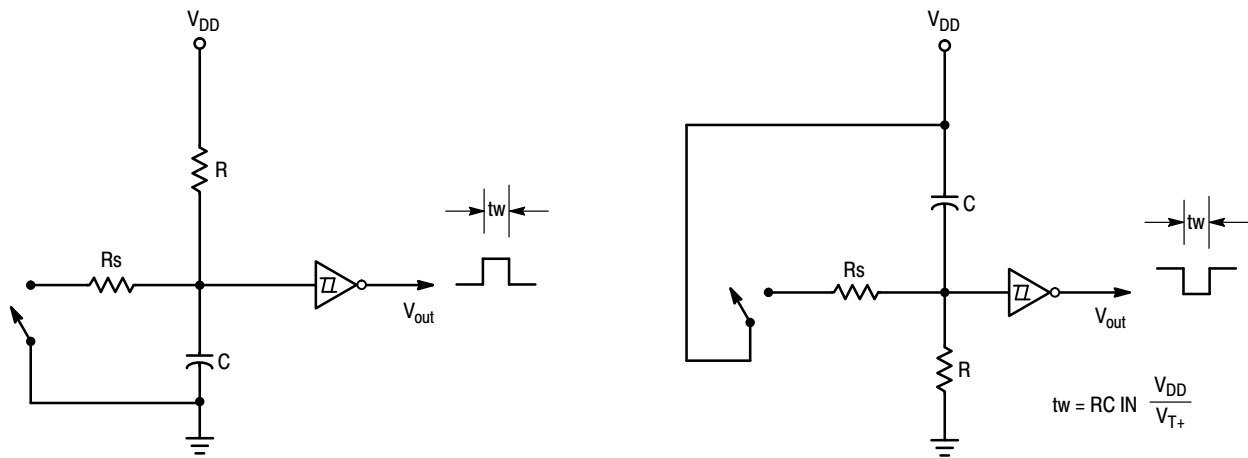 VDD
R
tw
Rs
Vout
C
VDD
C
tw
Rs
Vout
R
tw = RC IN VDD
VT+